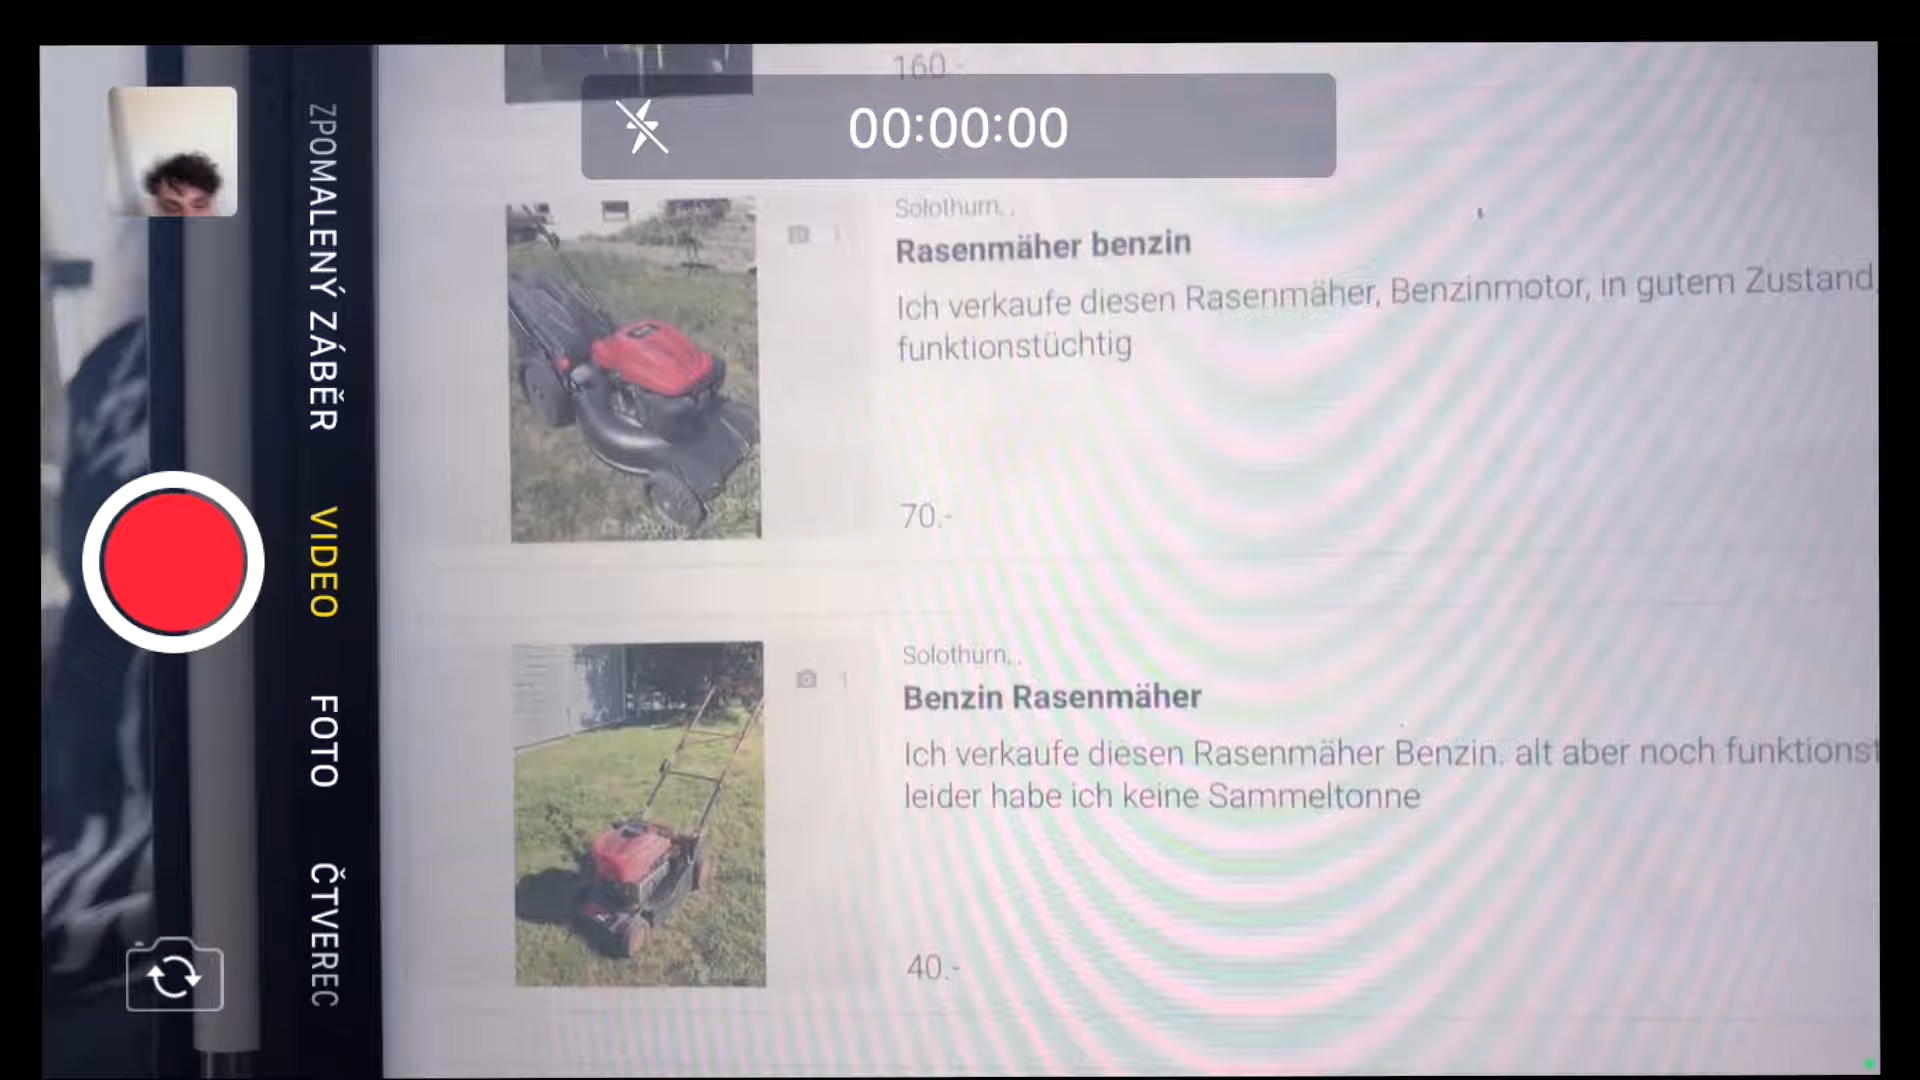 160.-
00:00:00
ZPOMALENÝ ZÁBĚR
VIDEO
FOTO
ČTVEREC
Solothurn, ,
Rasenmäher benzin
Ich verkaufe diesen Rasenmäher, Benzinmotor, in gutem Zustand,
funktionstüchtig
70.-
Solothurn, ,
Benzin Rasenmäher
Ich verkaufe diesen Rasenmäher Benzin. alt aber noch funktionst
leider habe ich keine Sammeltonne
40.-